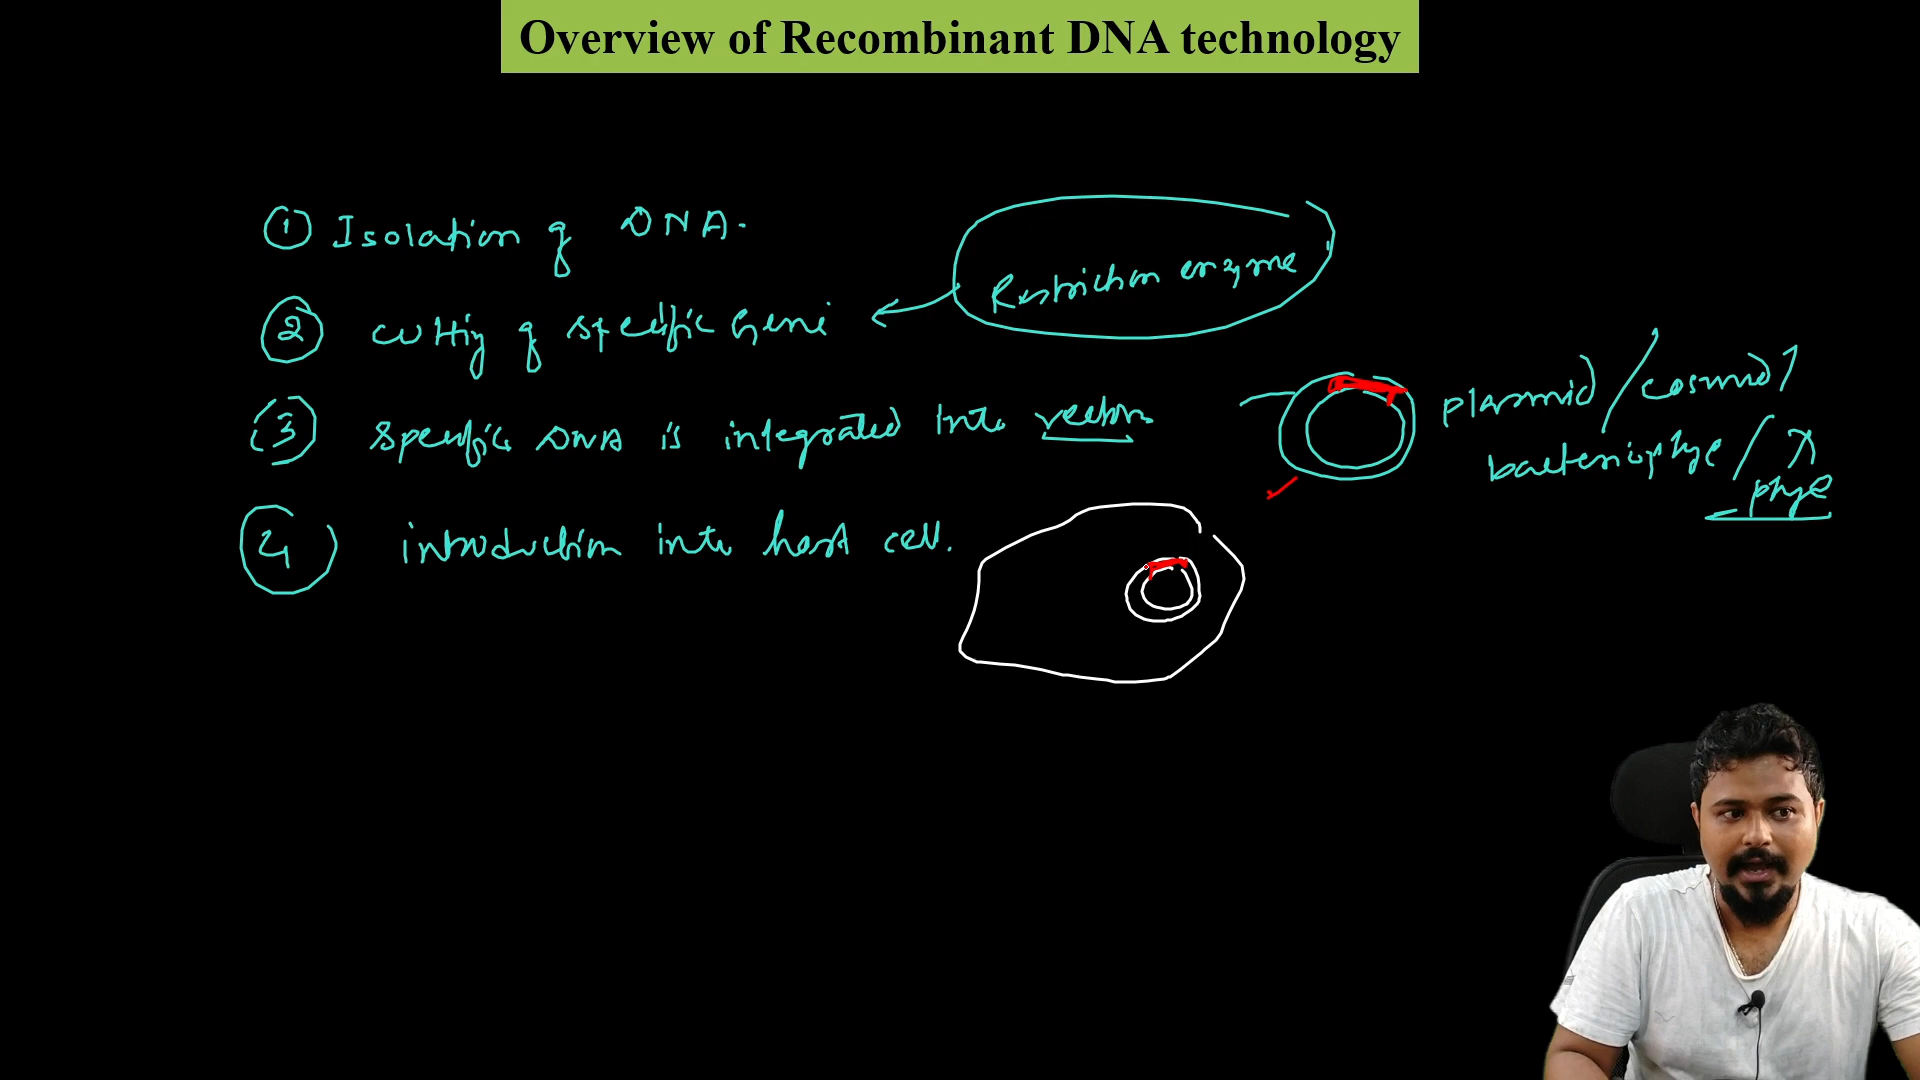 Overview of Recombinant DNA technology
① Isolation of DNA.
Restriction enzyme
② cutting of specific Gene
plasmid / cosmid /
③ specific DNA is integrated into vectors
bacteriophage / λ
phage
④ introduction into host cell.